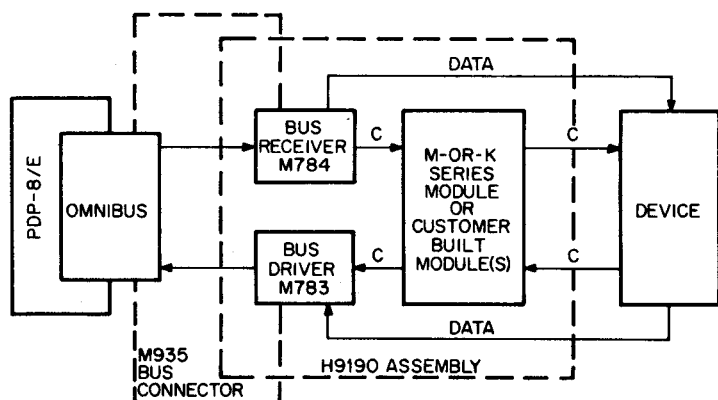 DATA
PDP-8/E
OMNIBUS
BUS
RECEIVER
M784
C
M-OR-K
SERIES
MODULE
OR
CUSTOMER
BUILT
MODULE(S)
C
DEVICE
BUS
DRIVER
M783
C
C
DATA
M935
BUS
CONNECTOR
H9190 ASSEMBLY